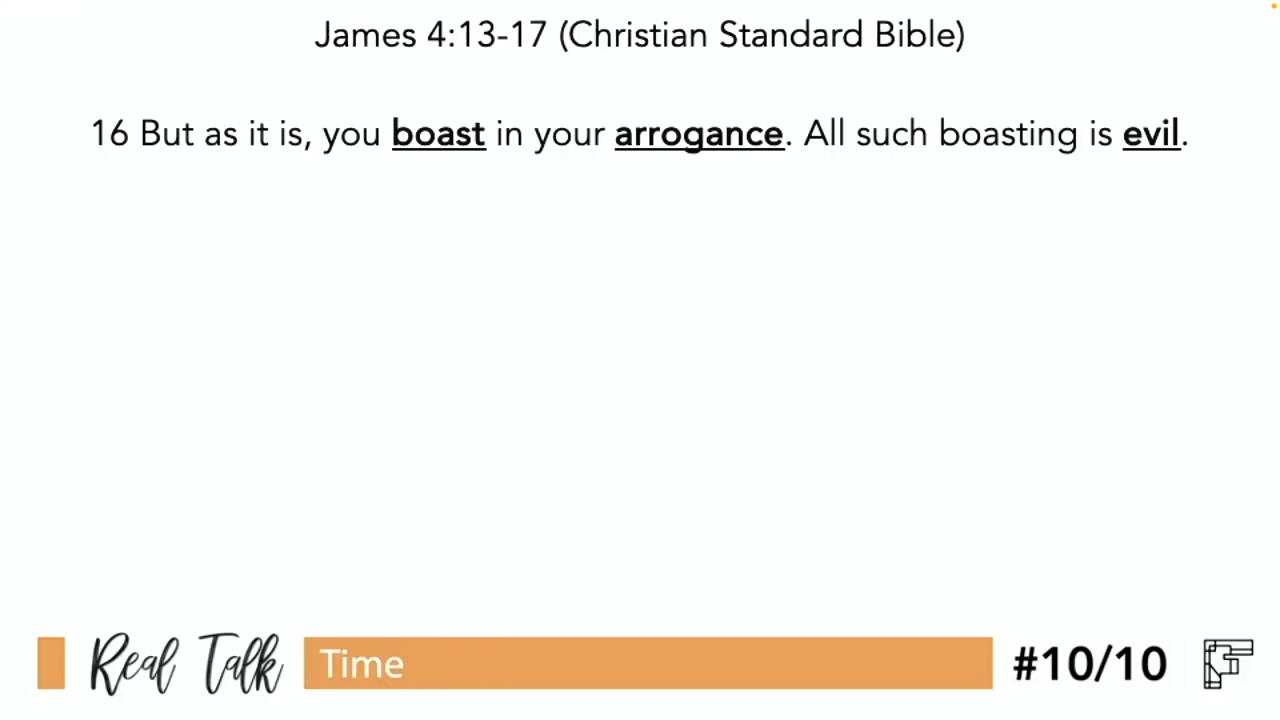 James 4:13-17 (Christian Standard Bible)
16 But as it is, you boast in your arrogance. All such boasting is evil.
Real Talk
Time
#10/10